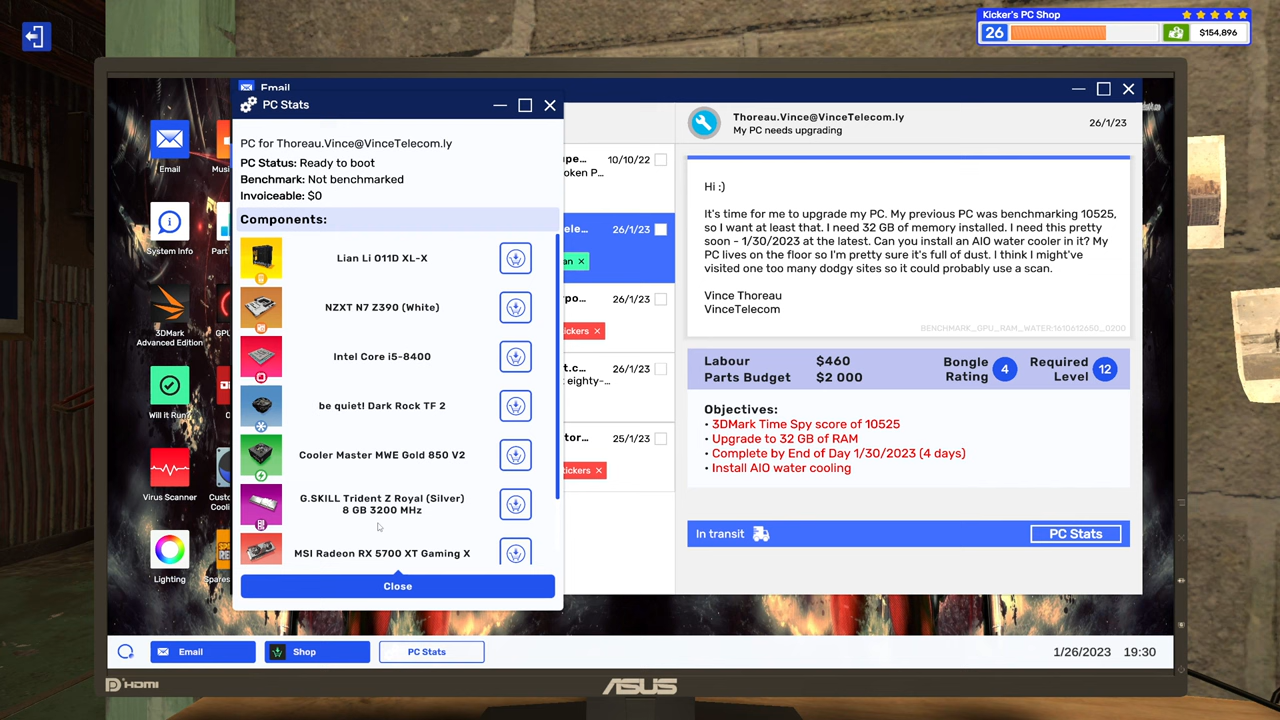 Kicker's PC Shop
26
$154,896
Email
PC Stats
PC for Thoreau.Vince@VinceTelecom.ly
PC Status: Ready to boot
Benchmark: Not benchmarked
Invoiceable: $0
Components:
Lian Li O11D XL-X
NZXT N7 Z390 (White)
Intel Core i5-8400
be quiet! Dark Rock TF 2
Cooler Master MWE Gold 850 V2
G.SKILL Trident Z Royal (Silver)
8 GB 3200 MHz
MSI Radeon RX 5700 XT Gaming X
Close
Email
System Info
3DMark
Advanced Edition
Will It Run
Virus Scanner
Lighting
Part
upe...
10/10/22
oken P...
ele...
26/1/23
an ×
ypo...
26/1/23
ickers ×
t.c...
26/1/23
t eighty-...
tor...
25/1/23
ickers ×
Thoreau.Vince@VinceTelecom.ly
My PC needs upgrading
26/1/23
Hi :)
It's time for me to upgrade my PC. My previous PC was benchmarking 10525,
so I want at least that. I need 32 GB of memory installed. I need this pretty
soon - 1/30/2023 at the latest. Can you install an AIO water cooler in it? My
PC lives on the floor so I'm pretty sure it's full of dust. I think I might've
visited one too many dodgy sites so it could probably use a scan.
Vince Thoreau
VinceTelecom
BENCHMARK_GPU_RAM_WATER:1610612650_0200
Labour $460
Parts Budget $2 000
Bongle Rating 4
Required Level 12
Objectives:
• 3DMark Time Spy score of 10525
• Upgrade to 32 GB of RAM
• Complete by End of Day 1/30/2023 (4 days)
• Install AIO water cooling
In transit
PC Stats
Email
Shop
PC Stats
1/26/2023 19:30
HDMI
ASUS